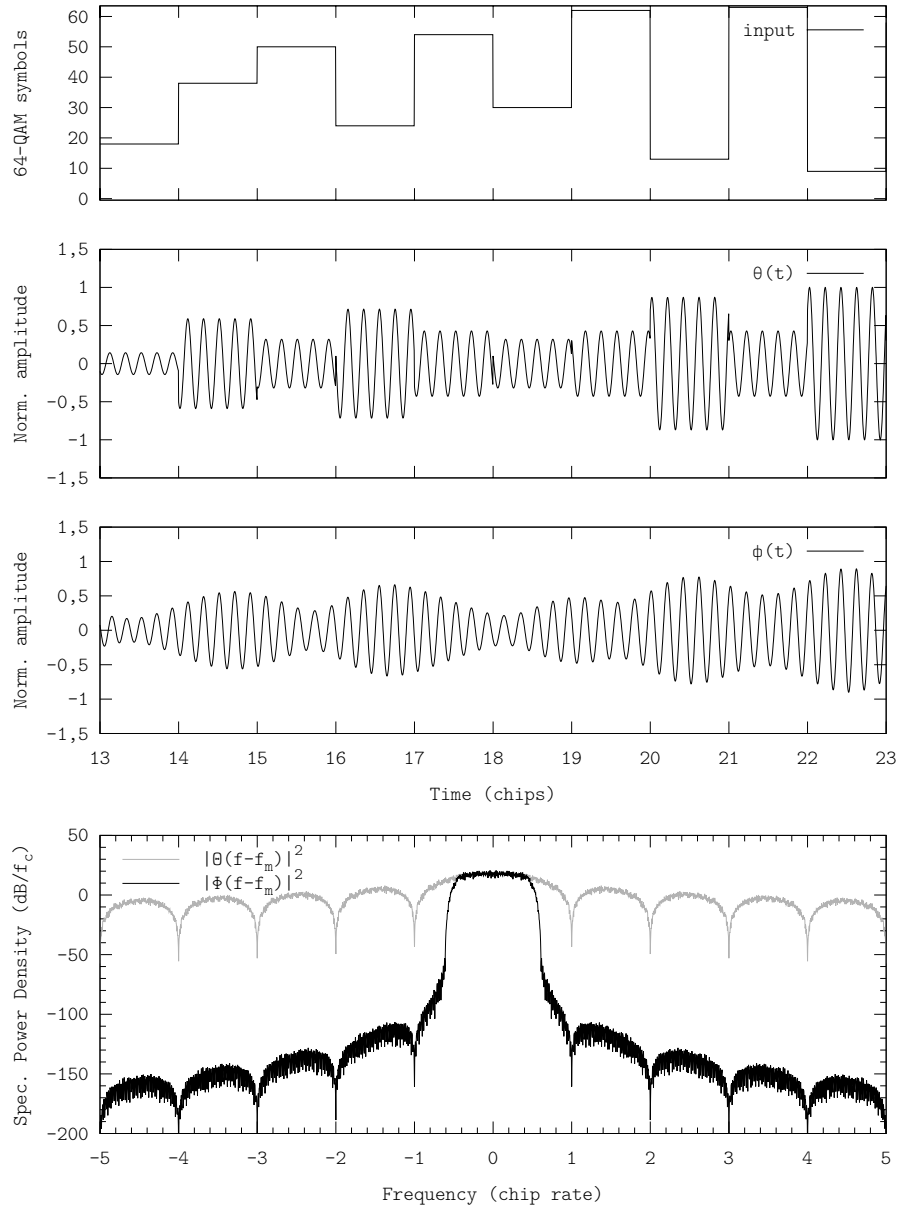 64-QAM symbols
60
50
40
30
20
10
0
input
Norm. amplitude
1,5
1
0,5
0
-0,5
-1
-1,5
θ(t)
Norm. amplitude
1,5
1
0,5
0
-0,5
-1
-1,5
ϕ(t)
13 14 15 16 17 18 19 20 21 22 23
Time (chips)
Spec. Power Density (dB/f_c)
50
0
-50
-100
-150
-200
|Θ(f-f_m)|^2
|Φ(f-f_m)|^2
-5 -4 -3 -2 -1 0 1 2 3 4 5
Frequency (chip rate)